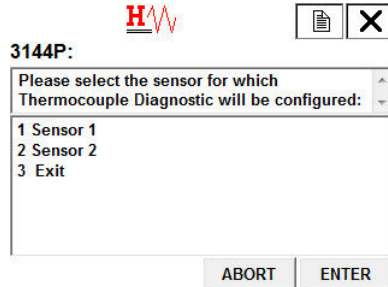 H
3144P:
Please select the sensor for which
Thermocouple Diagnostic will be configured:
1 Sensor 1
2 Sensor 2
3 Exit
ABORT ENTER